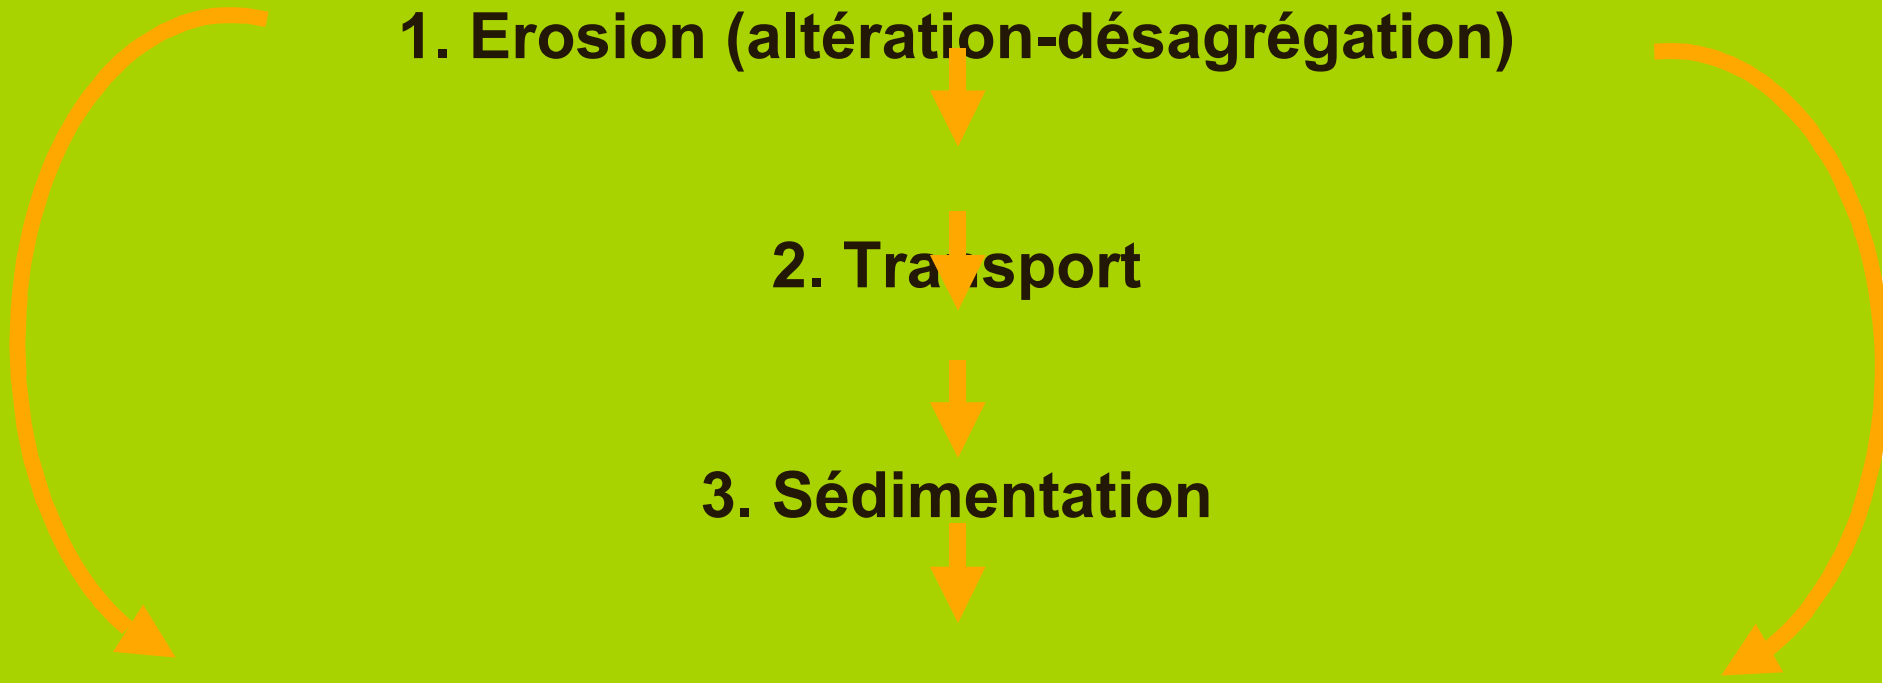 1. Erosion (altération-désagrégation)
2. Transport
3. Sédimentation